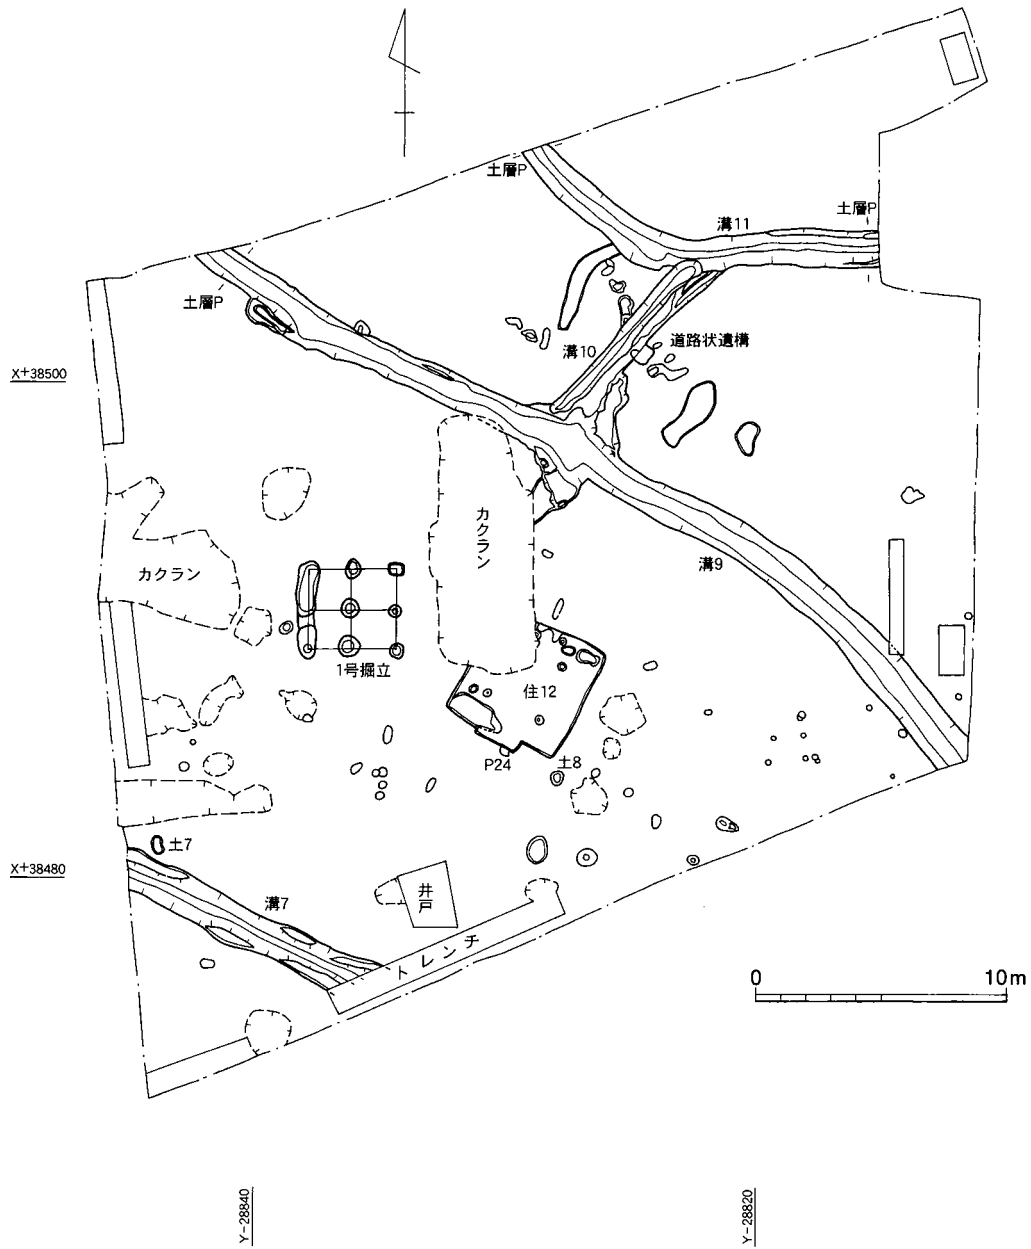 土層P
土層P
溝11
土層P
溝10
道路状遺構
X+38500
カクラン
カクラン
溝9
1号掘立
住12
P24
土8
土7
X+38480
溝7
井戸
トレンチ
0 10m
Y-28840
Y-28820